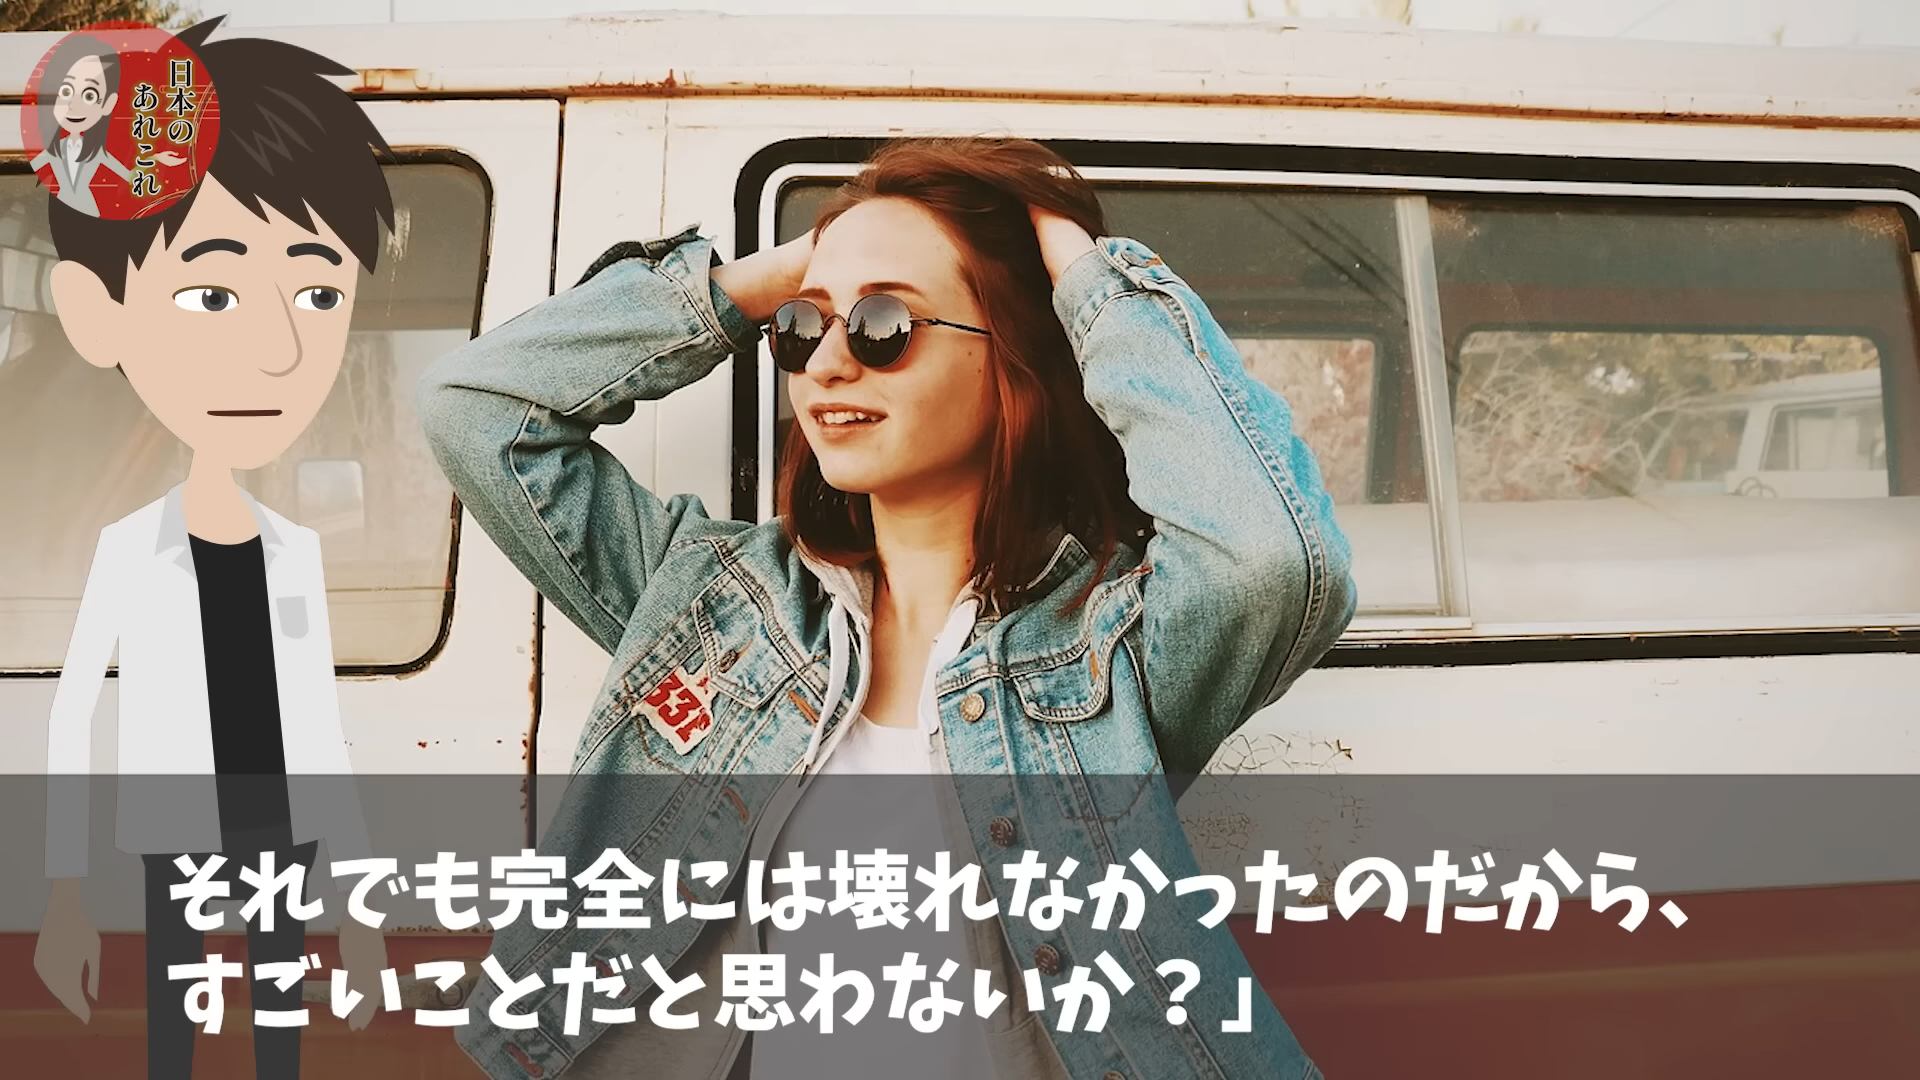 日本の
あれこれ
331
それでも完全には壊れなかったのだから、
すごいことだと思わないか？」